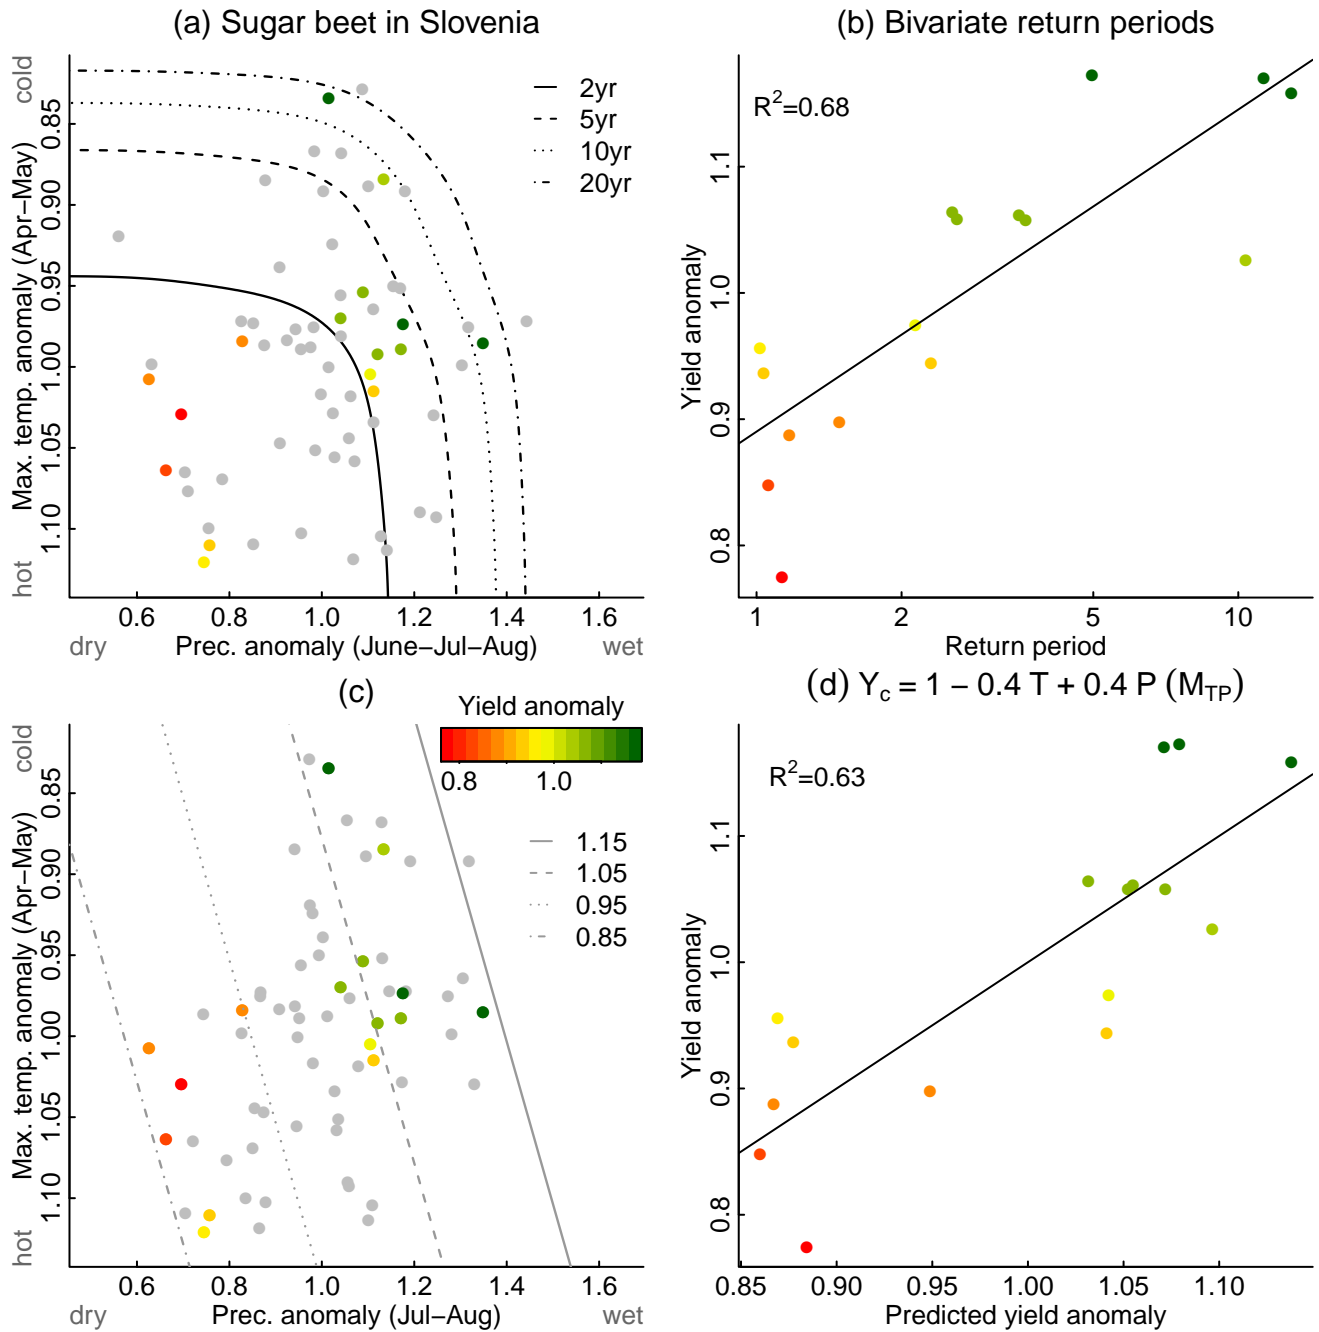 (a) Sugar beet in Slovenia
cold
Max. temp. anomaly (Apr−May)
hot
0.85
0.90
0.95
1.00
1.05
1.10
2yr
5yr
10yr
20yr
0.6 0.8 1.0 1.2 1.4 1.6
dry Prec. anomaly (June−Jul−Aug) wet
(b) Bivariate return periods
R²=0.68
Yield anomaly
1.1
1.0
0.9
0.8
1 2 5 10
Return period
(c)
cold
Max. temp. anomaly (Apr−May)
hot
0.85
0.90
0.95
1.00
1.05
1.10
Yield anomaly
0.8 1.0
1.15
1.05
0.95
0.85
0.6 0.8 1.0 1.2 1.4 1.6
dry Prec. anomaly (Jul−Aug) wet
(d) Y_c = 1 − 0.4 T + 0.4 P (M_TP)
R²=0.63
Yield anomaly
1.1
1.0
0.9
0.8
0.85 0.90 0.95 1.00 1.05 1.10
Predicted yield anomaly